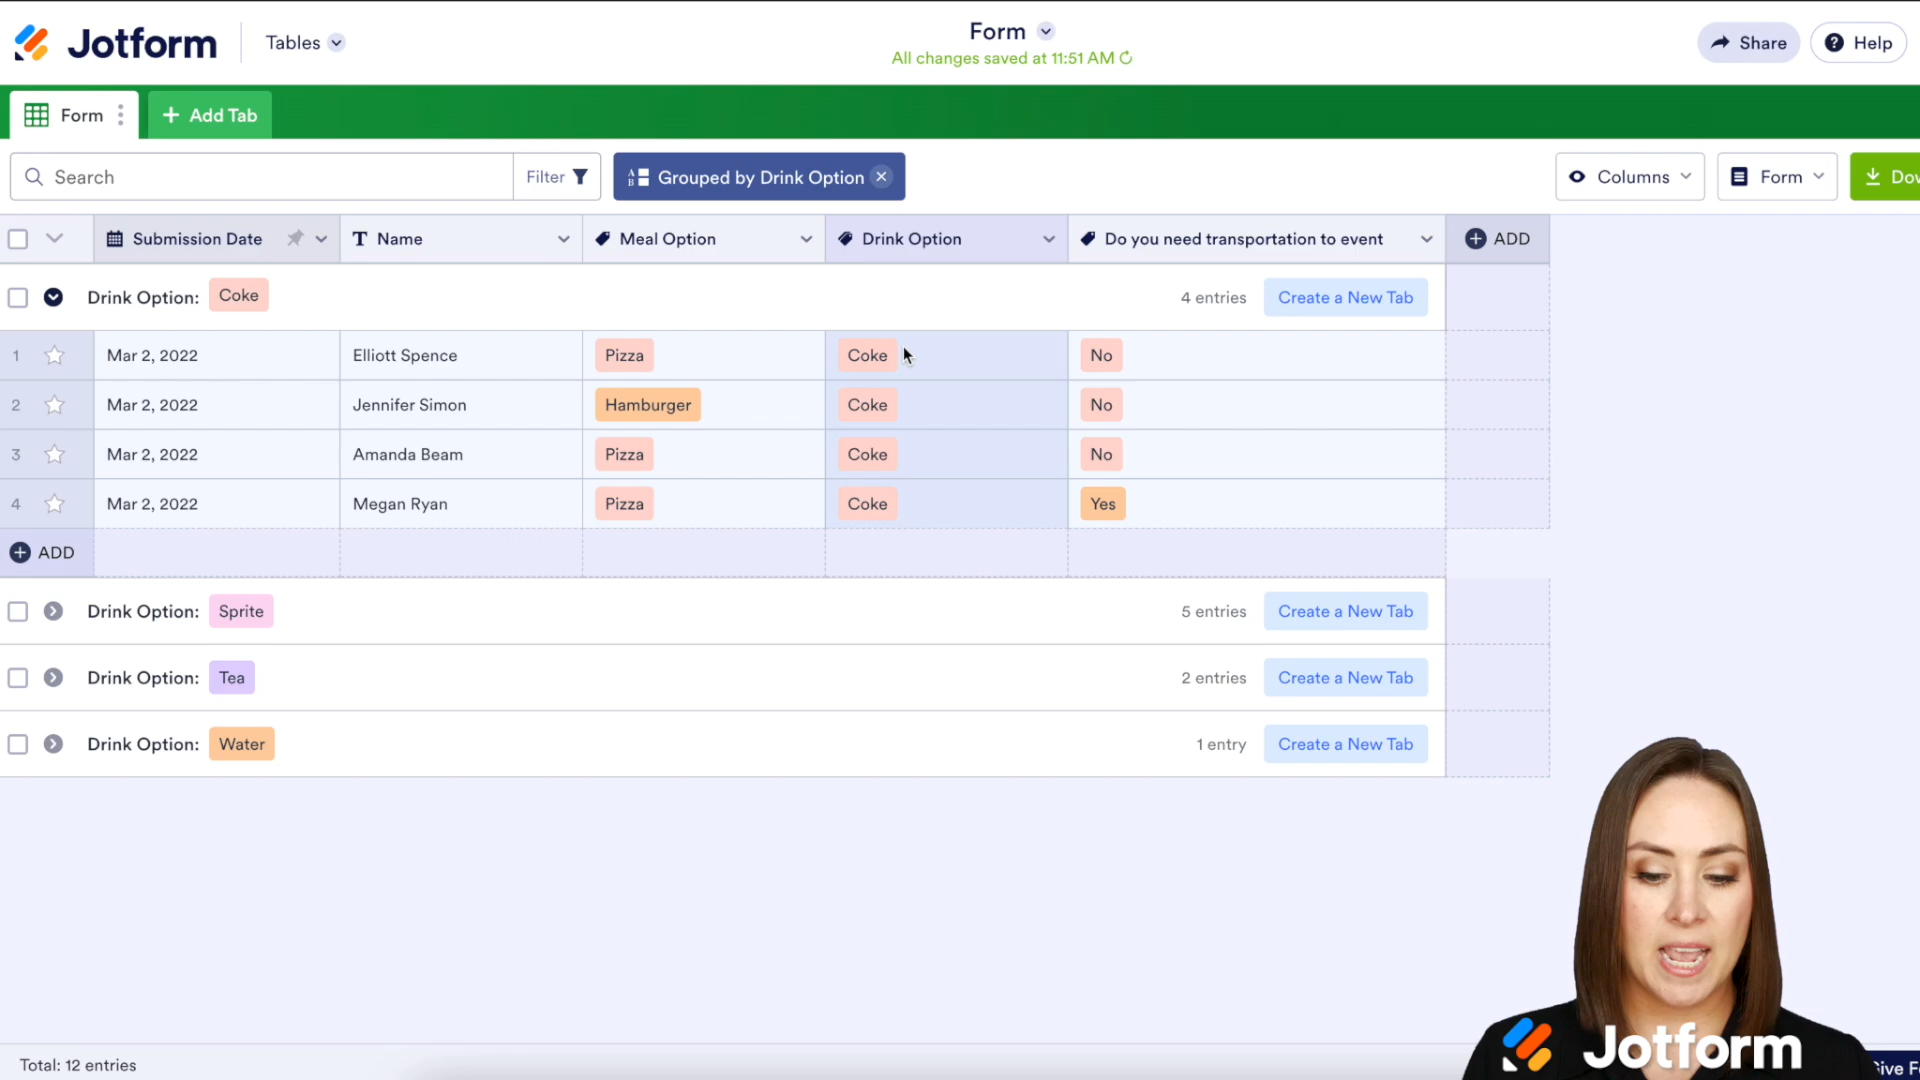 Jotform
Tables
Form
All changes saved at 11:51 AM
Share
Help
Form
Add Tab
Search
Filter
Grouped by Drink Option
Columns
Form
Submission Date
Name
Meal Option
Drink Option
Do you need transportation to event
ADD
Drink Option: Coke
4 entries
Create a New Tab
1 Mar 2, 2022 Elliott Spence Pizza Coke No
2 Mar 2, 2022 Jennifer Simon Hamburger Coke No
3 Mar 2, 2022 Amanda Beam Pizza Coke No
4 Mar 2, 2022 Megan Ryan Pizza Coke Yes
ADD
Drink Option: Sprite
5 entries
Create a New Tab
Drink Option: Tea
2 entries
Create a New Tab
Drink Option: Water
1 entry
Create a New Tab
Total: 12 entries
Jotform